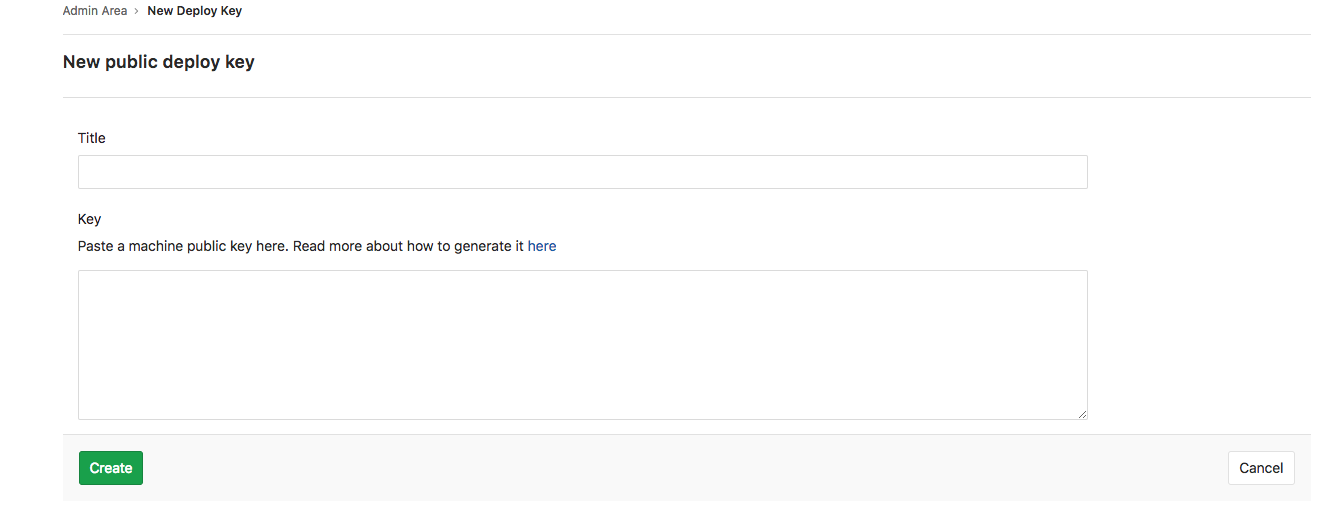 Admin Area › New Deploy Key
New public deploy key
Title
Key
Paste a machine public key here. Read more about how to generate it here
Create
Cancel